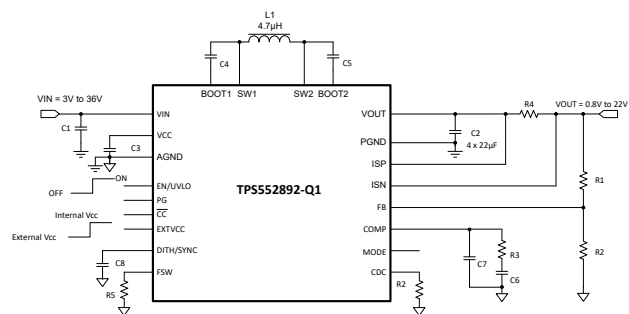 L1
4.7µH
C4
C5
BOOT1 SW1
SW2 BOOT2
VIN = 3V to 36V
VIN
C1
VCC
C3
AGND
ON
OFF
EN/UVLO
PG
Internal Vcc
CC
External Vcc
EXTVCC
DITH/SYNC
C8
FSW
R5
TPS552892-Q1
VOUT
R4
VOUT = 0.8V to 22V
C2
4 x 22µF
PGND
ISP
ISN
R1
FB
COMP
R3
R2
C7
C6
MODE
CDC
R2